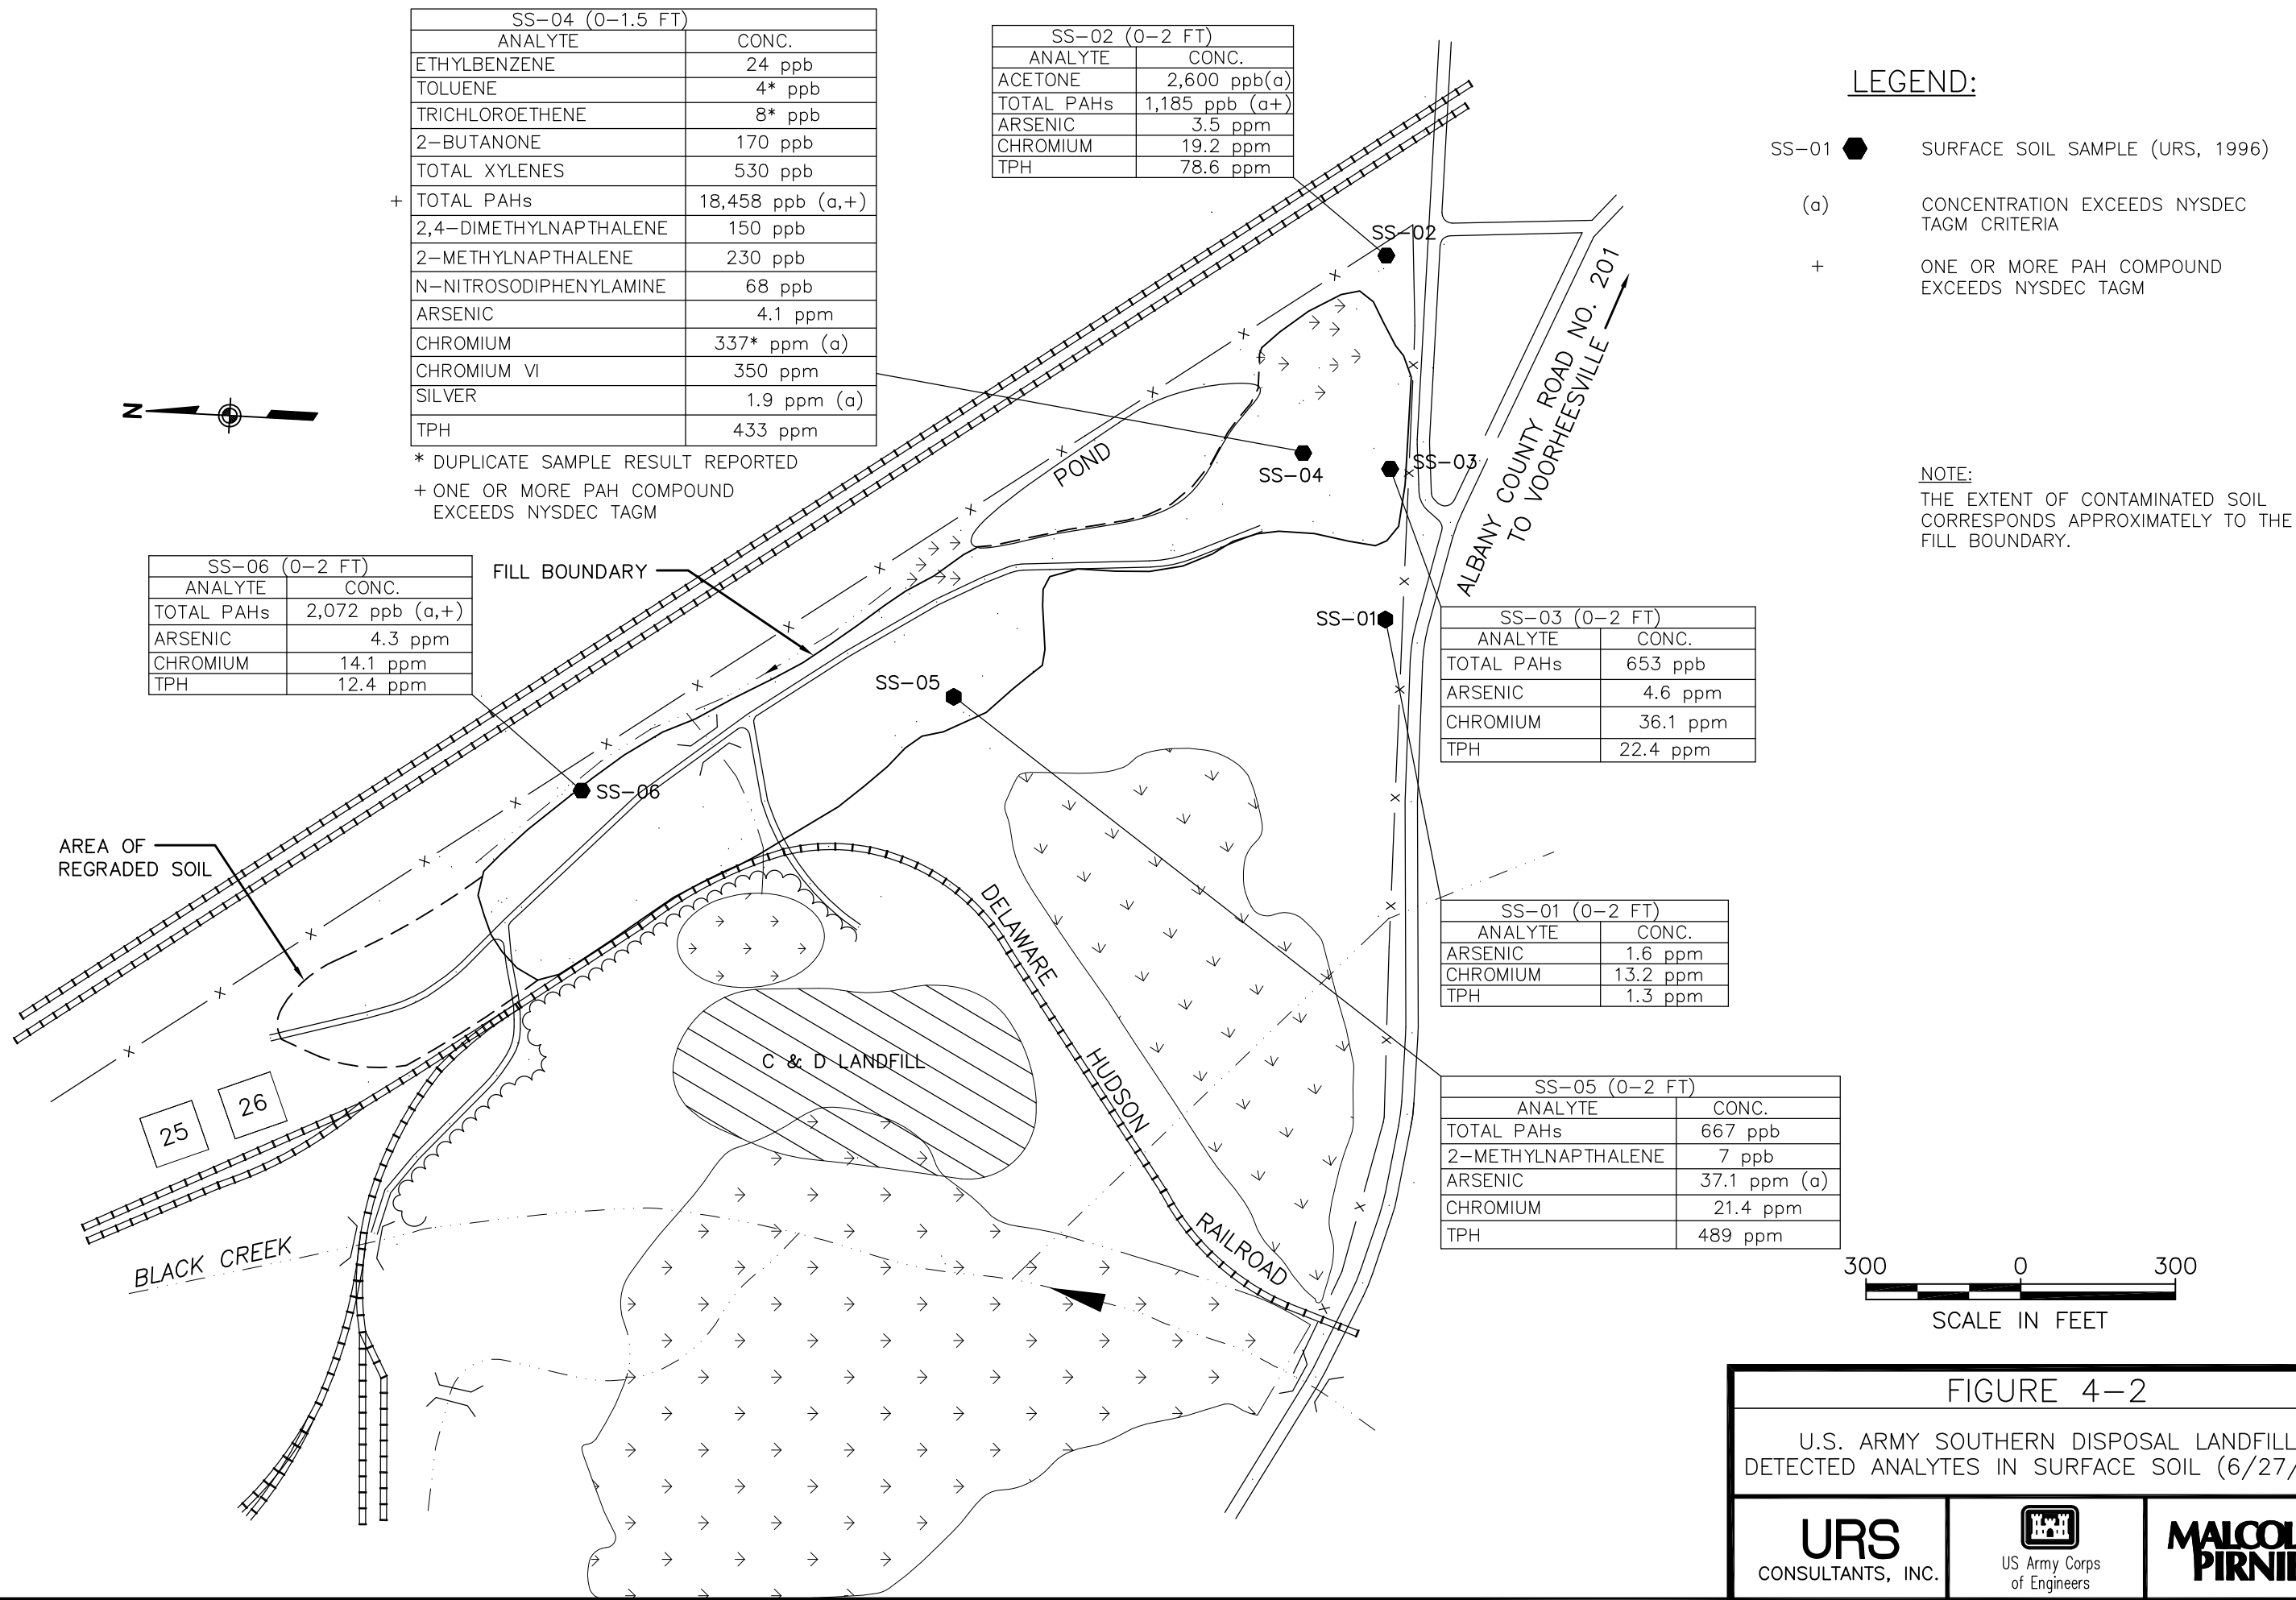 SS-04 (0-1.5 FT)
ANALYTE CONC.
ETHYLBENZENE 24 ppb
TOLUENE 4* ppb
TRICHLOROETHENE 8* ppb
2-BUTANONE 170 ppb
TOTAL XYLENES 530 ppb
+ TOTAL PAHs 18,458 ppb (a,+)
2,4-DIMETHYLNAPTHALENE 150 ppb
2-METHYLNAPTHALENE 230 ppb
N-NITROSODIPHENYLAMINE 68 ppb
ARSENIC 4.1 ppm
CHROMIUM 337* ppm (a)
CHROMIUM VI 350 ppm
SILVER 1.9 ppm (a)
TPH 433 ppm
* DUPLICATE SAMPLE RESULT REPORTED
+ ONE OR MORE PAH COMPOUND
EXCEEDS NYSDEC TAGM
SS-02 (0-2 FT)
ANALYTE CONC.
ACETONE 2,600 ppb(a)
TOTAL PAHs 1,185 ppb (a+)
ARSENIC 3.5 ppm
CHROMIUM 19.2 ppm
TPH 78.6 ppm
LEGEND:
SS-01 SURFACE SOIL SAMPLE (URS, 1996)
(a) CONCENTRATION EXCEEDS NYSDEC
TAGM CRITERIA
+ ONE OR MORE PAH COMPOUND
EXCEEDS NYSDEC TAGM
NOTE:
THE EXTENT OF CONTAMINATED SOIL
CORRESPONDS APPROXIMATELY TO THE
FILL BOUNDARY.
N
SS-02
ALBANY COUNTY ROAD NO. 201
TO VOORHEESVILLE
POND
SS-04
SS-03
SS-06 (0-2 FT)
ANALYTE CONC.
TOTAL PAHs 2,072 ppb (a,+)
ARSENIC 4.3 ppm
CHROMIUM 14.1 ppm
TPH 12.4 ppm
FILL BOUNDARY
SS-01
SS-03 (0-2 FT)
ANALYTE CONC.
TOTAL PAHs 653 ppb
ARSENIC 4.6 ppm
CHROMIUM 36.1 ppm
TPH 22.4 ppm
SS-05
SS-06
AREA OF
REGRADED SOIL
SS-01 (0-2 FT)
ANALYTE CONC.
ARSENIC 1.6 ppm
CHROMIUM 13.2 ppm
TPH 1.3 ppm
DELAWARE
HUDSON
RAILROAD
C & D LANDFILL
25
26
SS-05 (0-2 FT)
ANALYTE CONC.
TOTAL PAHs 667 ppb
2-METHYLNAPTHALENE 7 ppb
ARSENIC 37.1 ppm (a)
CHROMIUM 21.4 ppm
TPH 489 ppm
BLACK CREEK
300 0 300
SCALE IN FEET
FIGURE 4-2
U.S. ARMY SOUTHERN DISPOSAL LANDFILL
DETECTED ANALYTES IN SURFACE SOIL (6/27/
URS
CONSULTANTS, INC.
US Army Corps
of Engineers
MALCOL
PIRNI